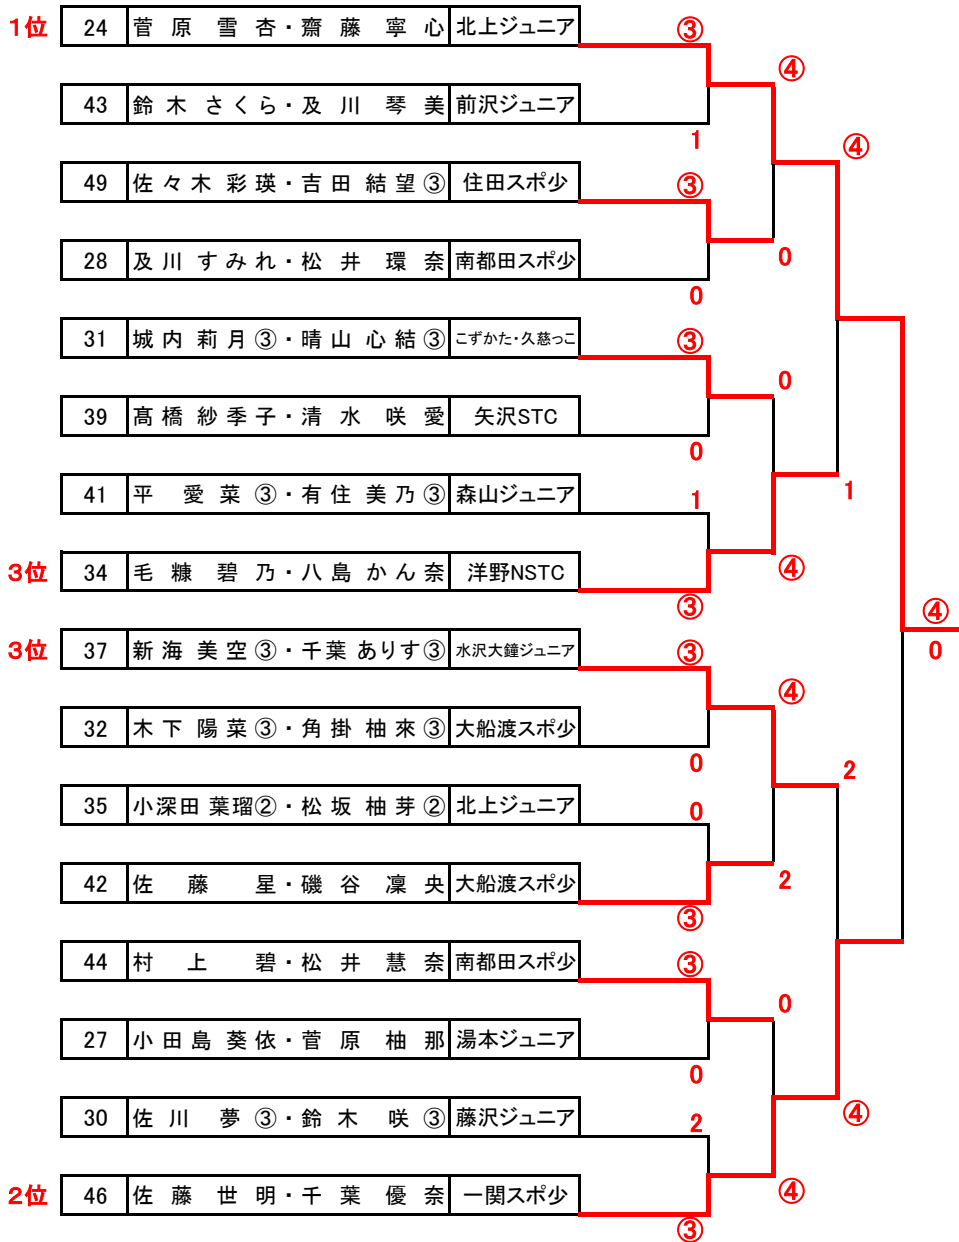 1位 24 菅原 雪杏・齋藤 寧心 北上ジュニア ③
④
43 鈴木 さくら・及川 琴美 前沢ジュニア
1 ④
49 佐々木 彩瑛・吉田 結望③ 住田スポ少 ③
0
28 及川 すみれ・松井 環奈 南都田スポ少
0
31 城内 莉月③・晴山 心結③ こずかた・久慈っこ ③
0
39 髙橋 紗季子・清水 咲愛 矢沢STC
0
41 平 愛菜③・有住 美乃③ 森山ジュニア 1 1
3位 34 毛糠 碧乃・八島 かん奈 洋野NSTC ④
③ ④
3位 37 新海 美空③・千葉 ありす③ 水沢大鐘ジュニア ③ 0
④
32 木下 陽菜③・角掛 柚來③ 大船渡スポ少
0 2
35 小深田 葉瑠②・松坂 柚芽② 北上ジュニア 0
42 佐藤 星・磯谷 凜央 大船渡スポ少 2
③
44 村上 碧・松井 慧奈 南都田スポ少 ③
0
27 小田島 葵依・菅原 柚那 湯本ジュニア
0
30 佐川 夢③・鈴木 咲③ 藤沢ジュニア 2 ④
2位 46 佐藤 世明・千葉 優奈 一関スポ少 ④
③